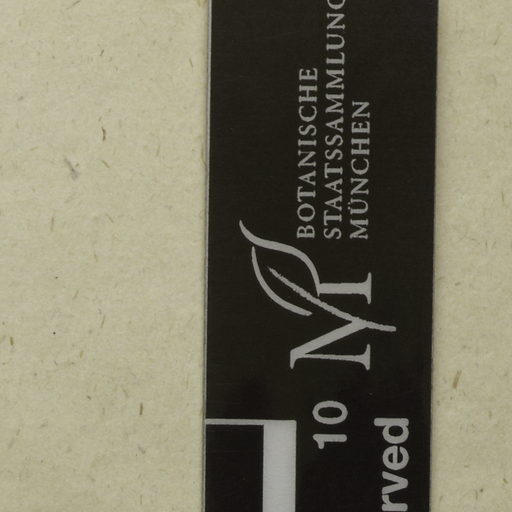 BOTANISCHE
STAATSSAMMLUNG
MÜNCHEN
M
10
rved